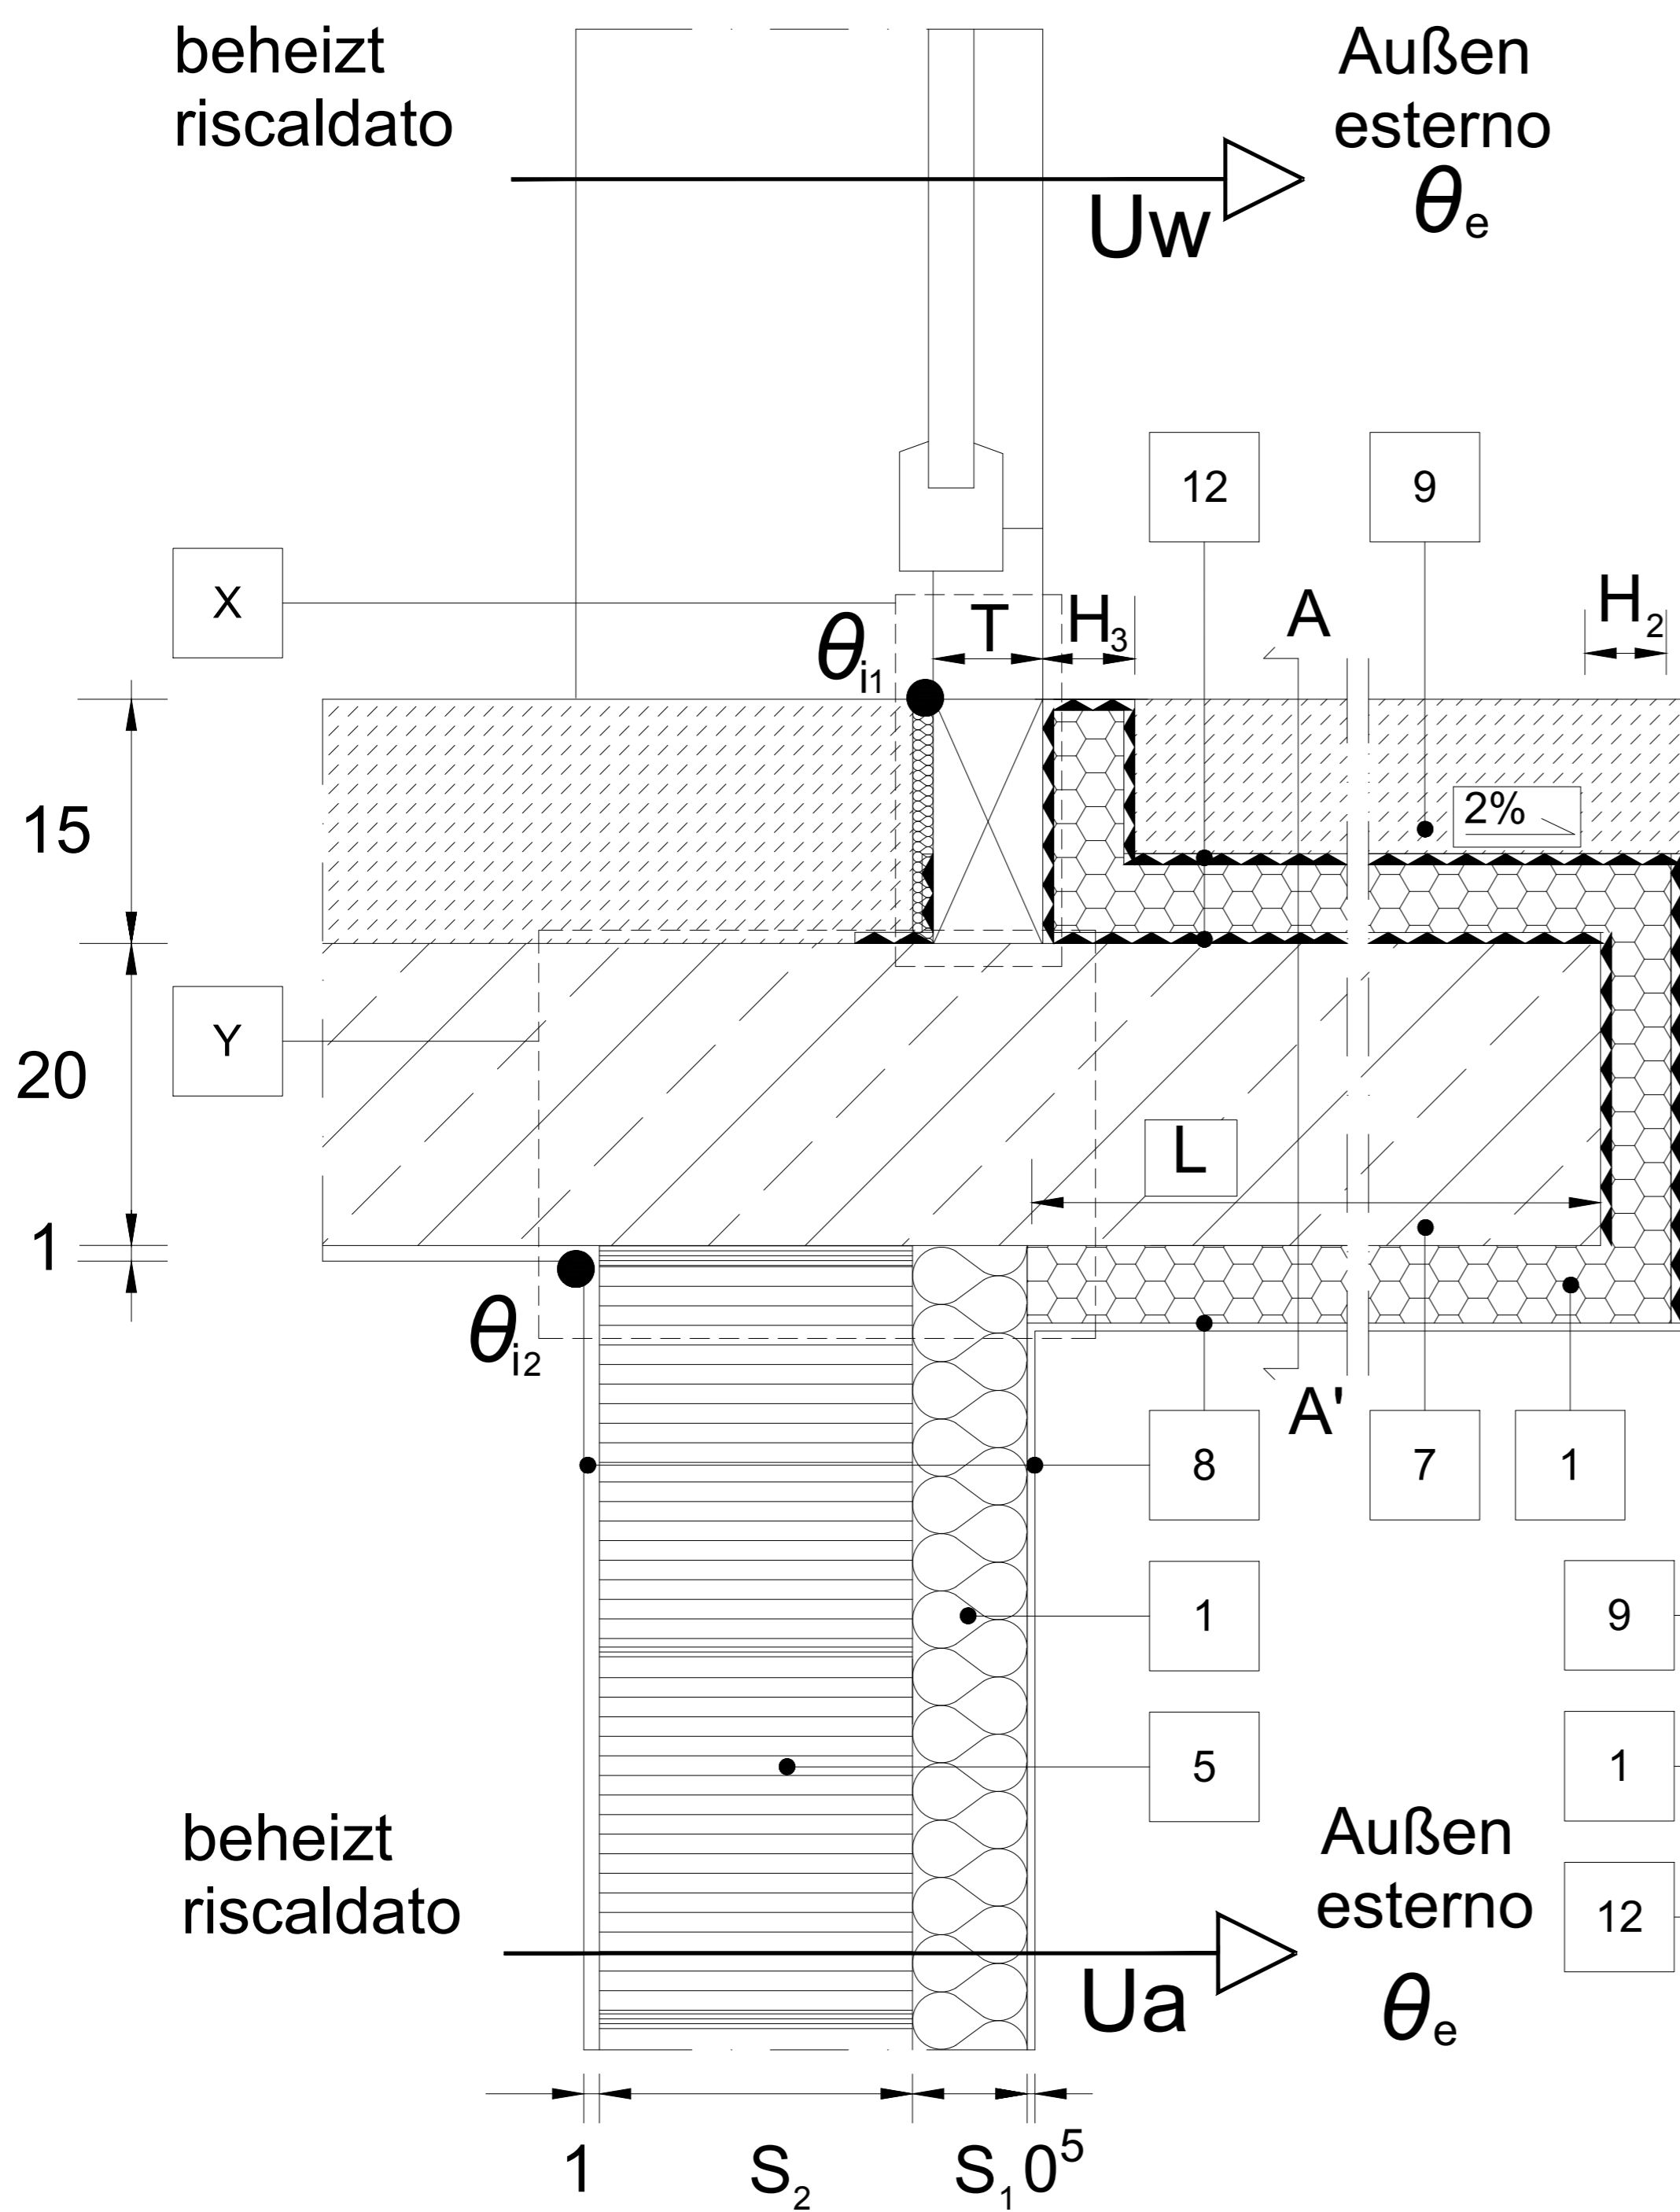 beheizt
riscaldato
Außen
esterno
θe
Uw
12
9
X
θi1
T
H3
A
H2
15
2%
Y
20
L
1
θi2
A'
8
7
1
1
9
5
1
beheizt
riscaldato
Außen
esterno
12
Ua
θe
1
S2
S1
0⁵